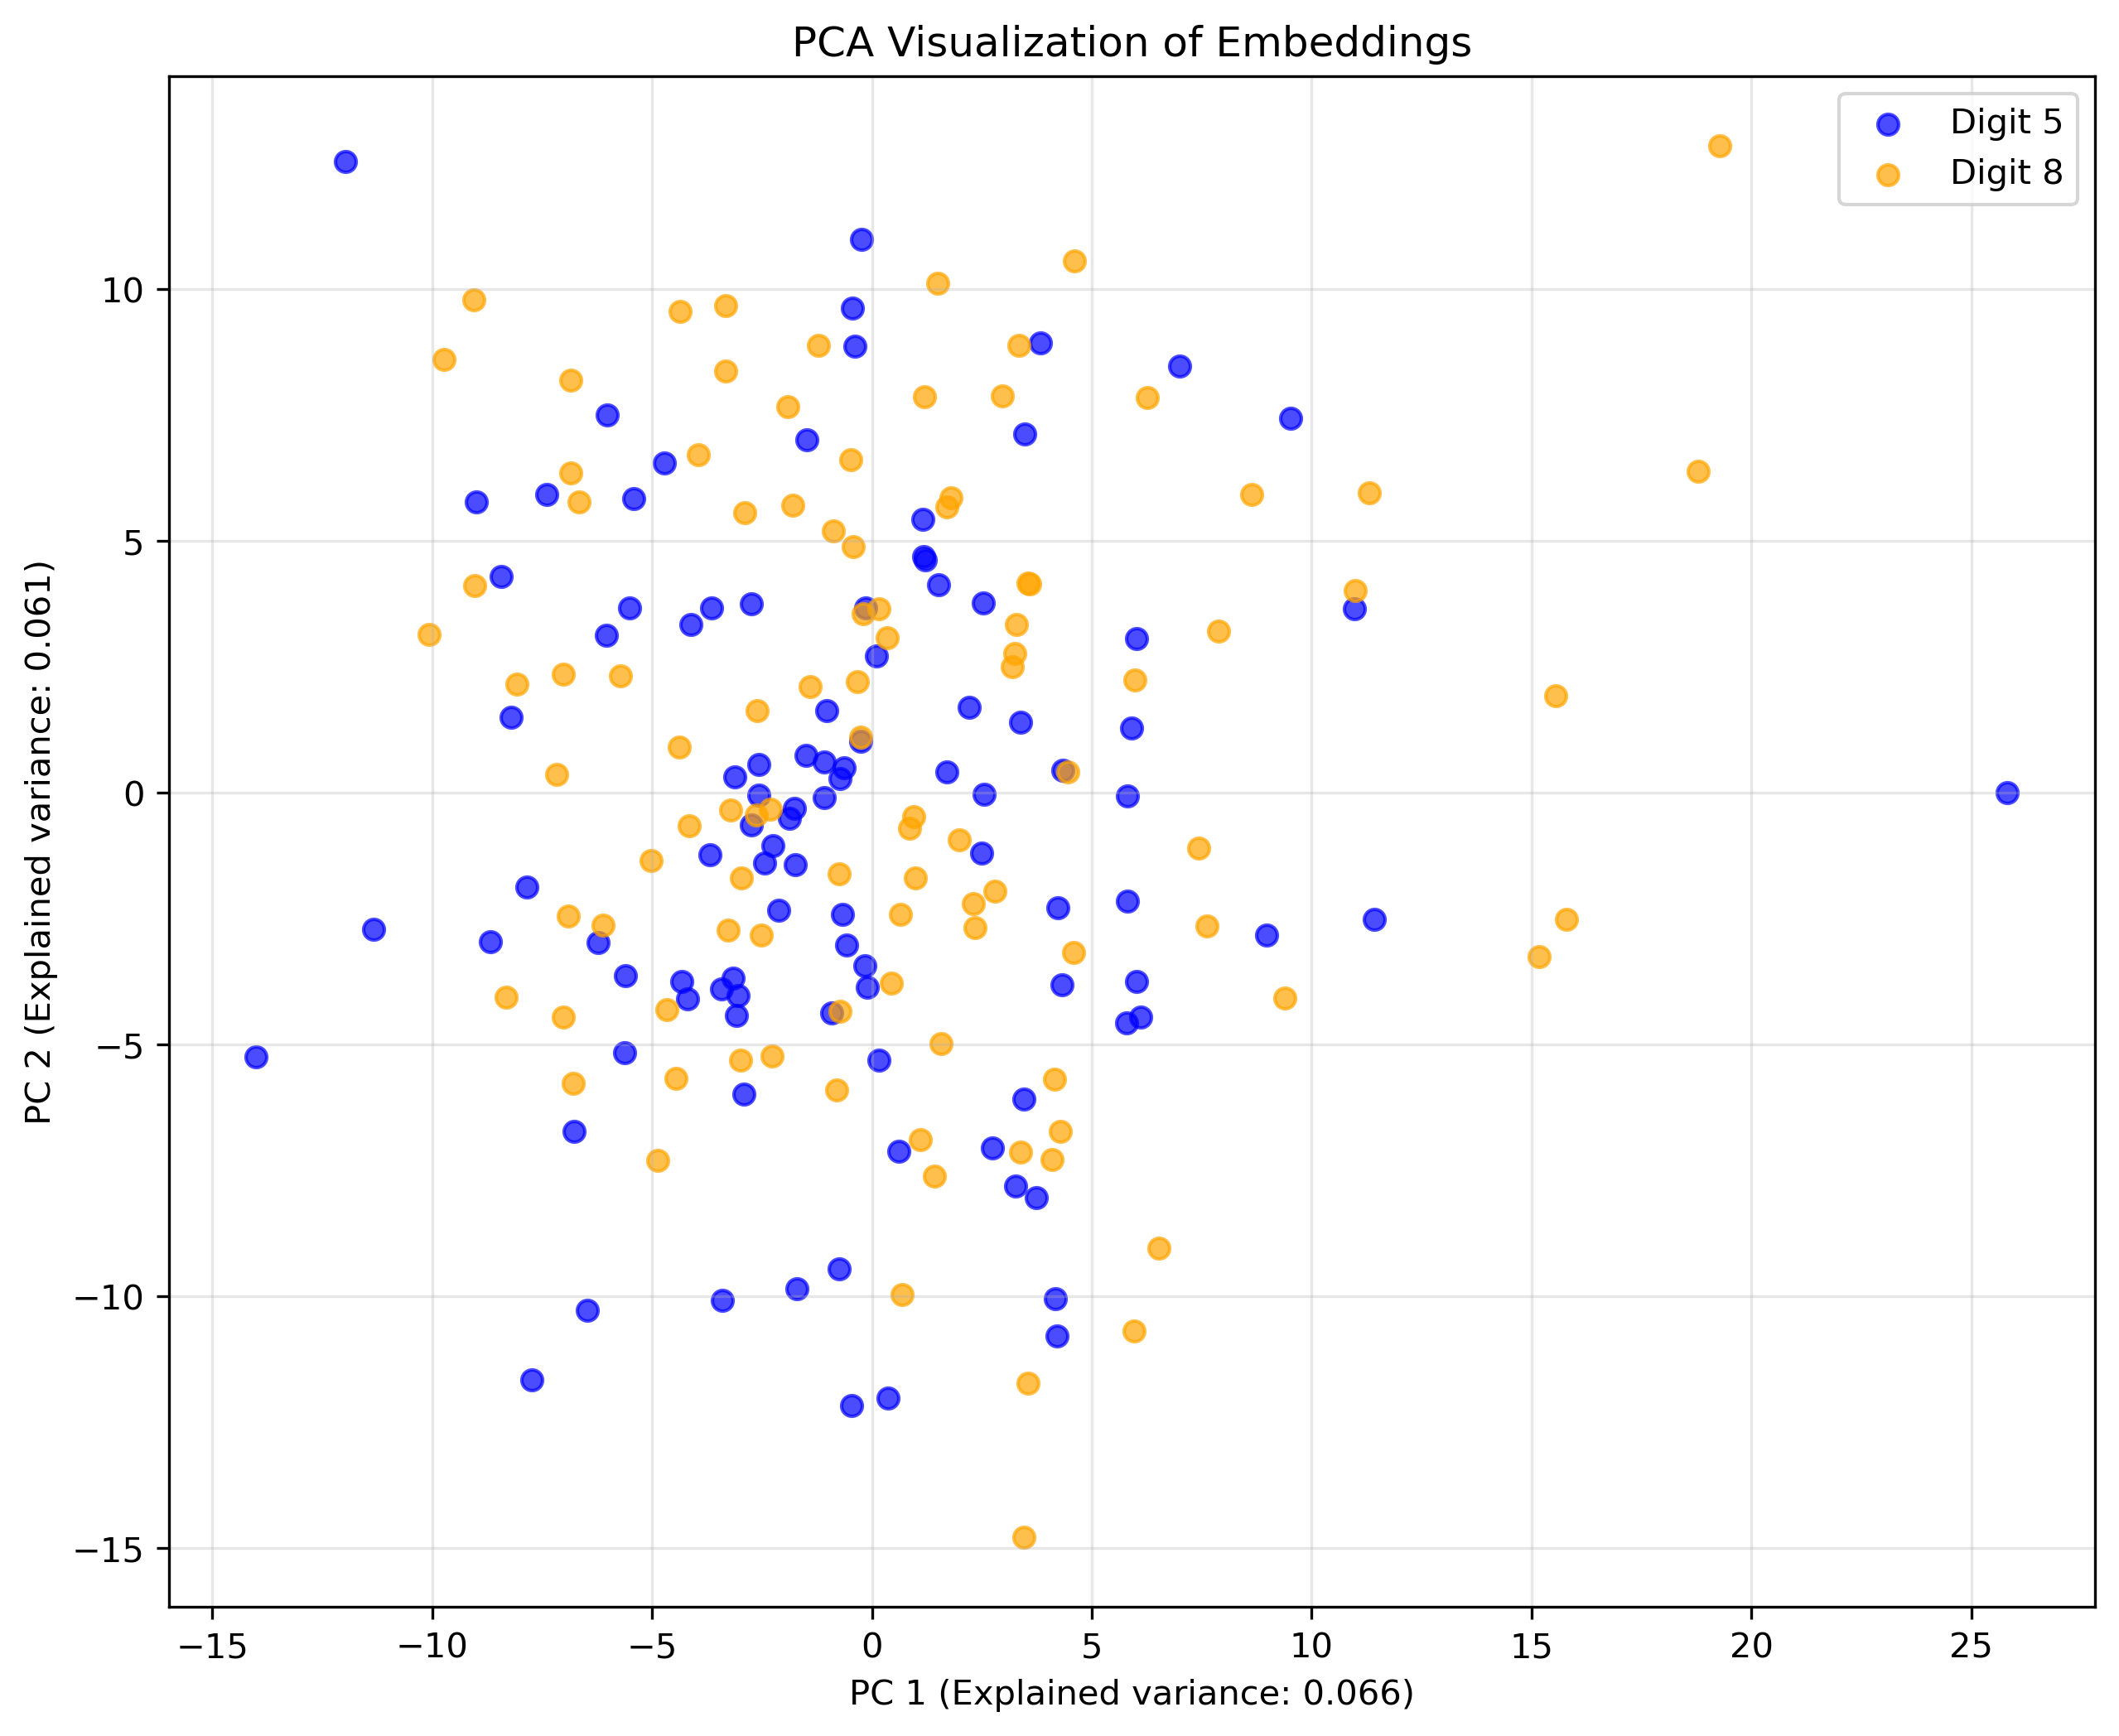 PCA Visualization of Embeddings
Digit 5
Digit 8
10
5
0
−5
−10
−15
PC 2 (Explained variance: 0.061)
−15 −10 −5 0 5 10 15 20 25
PC 1 (Explained variance: 0.066)